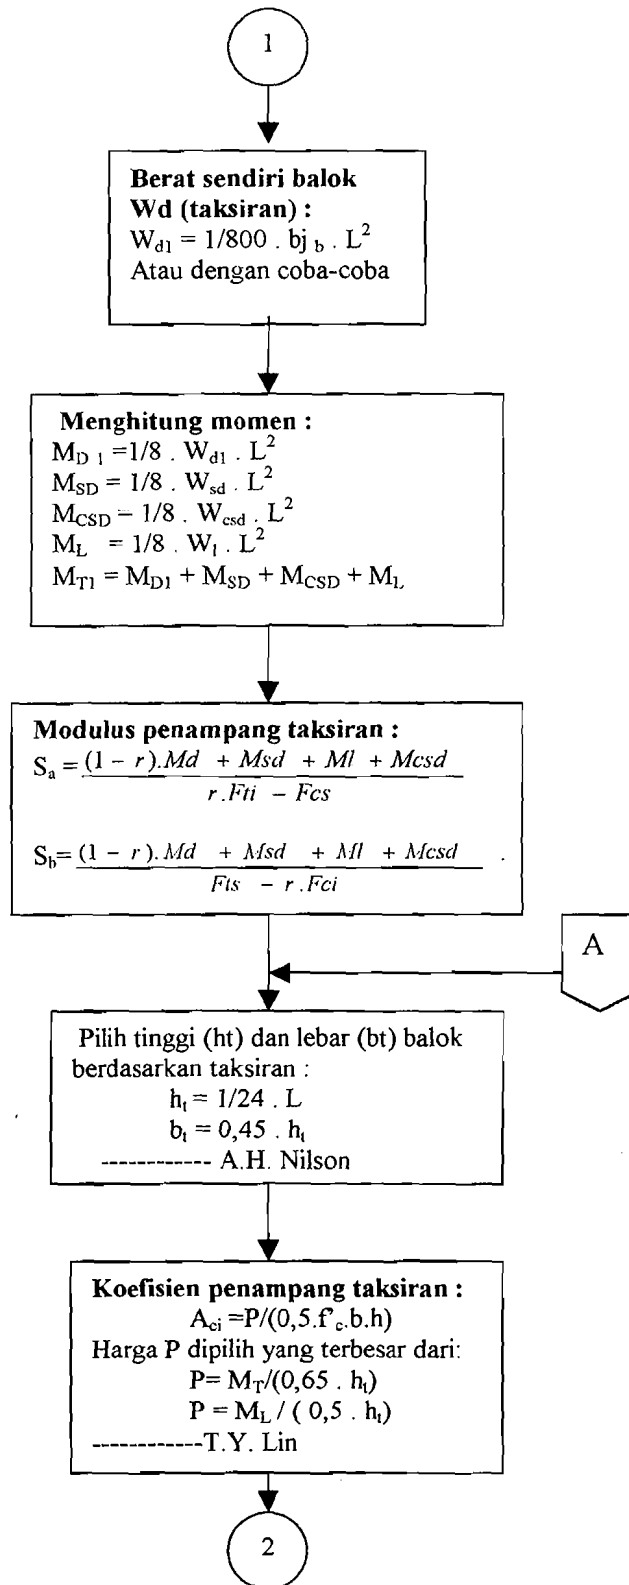 1
Berat sendiri balok
Wd (taksiran) :
W_d1 = 1/800 . bj _b . L²
Atau dengan coba-coba
Menghitung momen :
M_D 1 =1/8 . W_d1 . L²
M_SD = 1/8 . W_sd . L²
M_CSD – 1/8 . W_csd . L²
M_L = 1/8 . W_l . L²
M_T1 = M_D1 + M_SD + M_CSD + M_L
Modulus penampang taksiran :
S_a = (1 - r).Md + Msd + Ml + Mcsd
r.Fti - Fcs
S_b= (1 - r). Md + Msd + Ml + Mcsd
Fts - r .Fci
A
Pilih tinggi (ht) dan lebar (bt) balok
berdasarkan taksiran :
h_t = 1/24 . L
b_t = 0,45 . h_t
------------ A.H. Nilson
Koefisien penampang taksiran :
A_ci =P/(0,5.f'_c.b.h)
Harga P dipilih yang terbesar dari:
P= M_T/(0,65 . h_t)
P = M_L / ( 0,5 . h_t)
------------T.Y. Lin
2